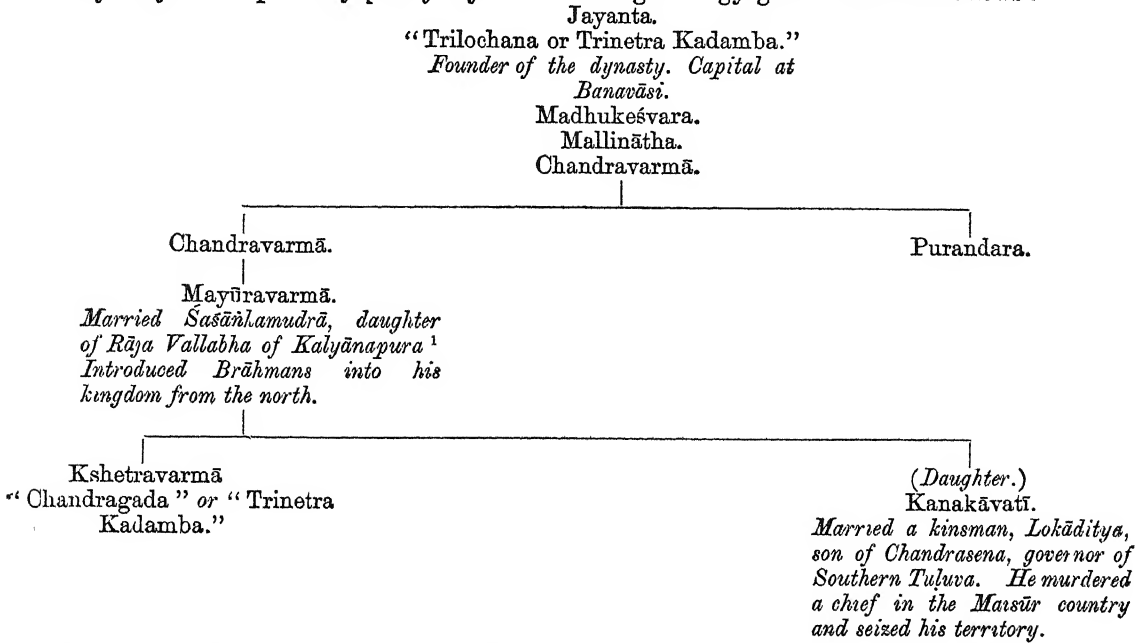 Jayanta.
“Trilochana or Trinetra Kadamba.”
Founder of the dynasty. Capital at
Banavāsi.
Madhukeśvara.
Mallinātha.
Chandravarmā.
Chandravarmā.
Purandara.
Mayūravarmā.
Married Śaśāṅlamudrā, daughter
of Rāja Vallabha of Kalyānapura 1
Introduced Brāhmans into his
kingdom from the north.
Kshetravarmā
“Chandragada” or “Trinetra
Kadamba.”
(Daughter.)
Kanakāvatī.
Married a kinsman, Lokāditya,
son of Chandrasena, governor of
Southern Tuḷuva. He murdered
a chief in the Maisūr country
and seized his territory.